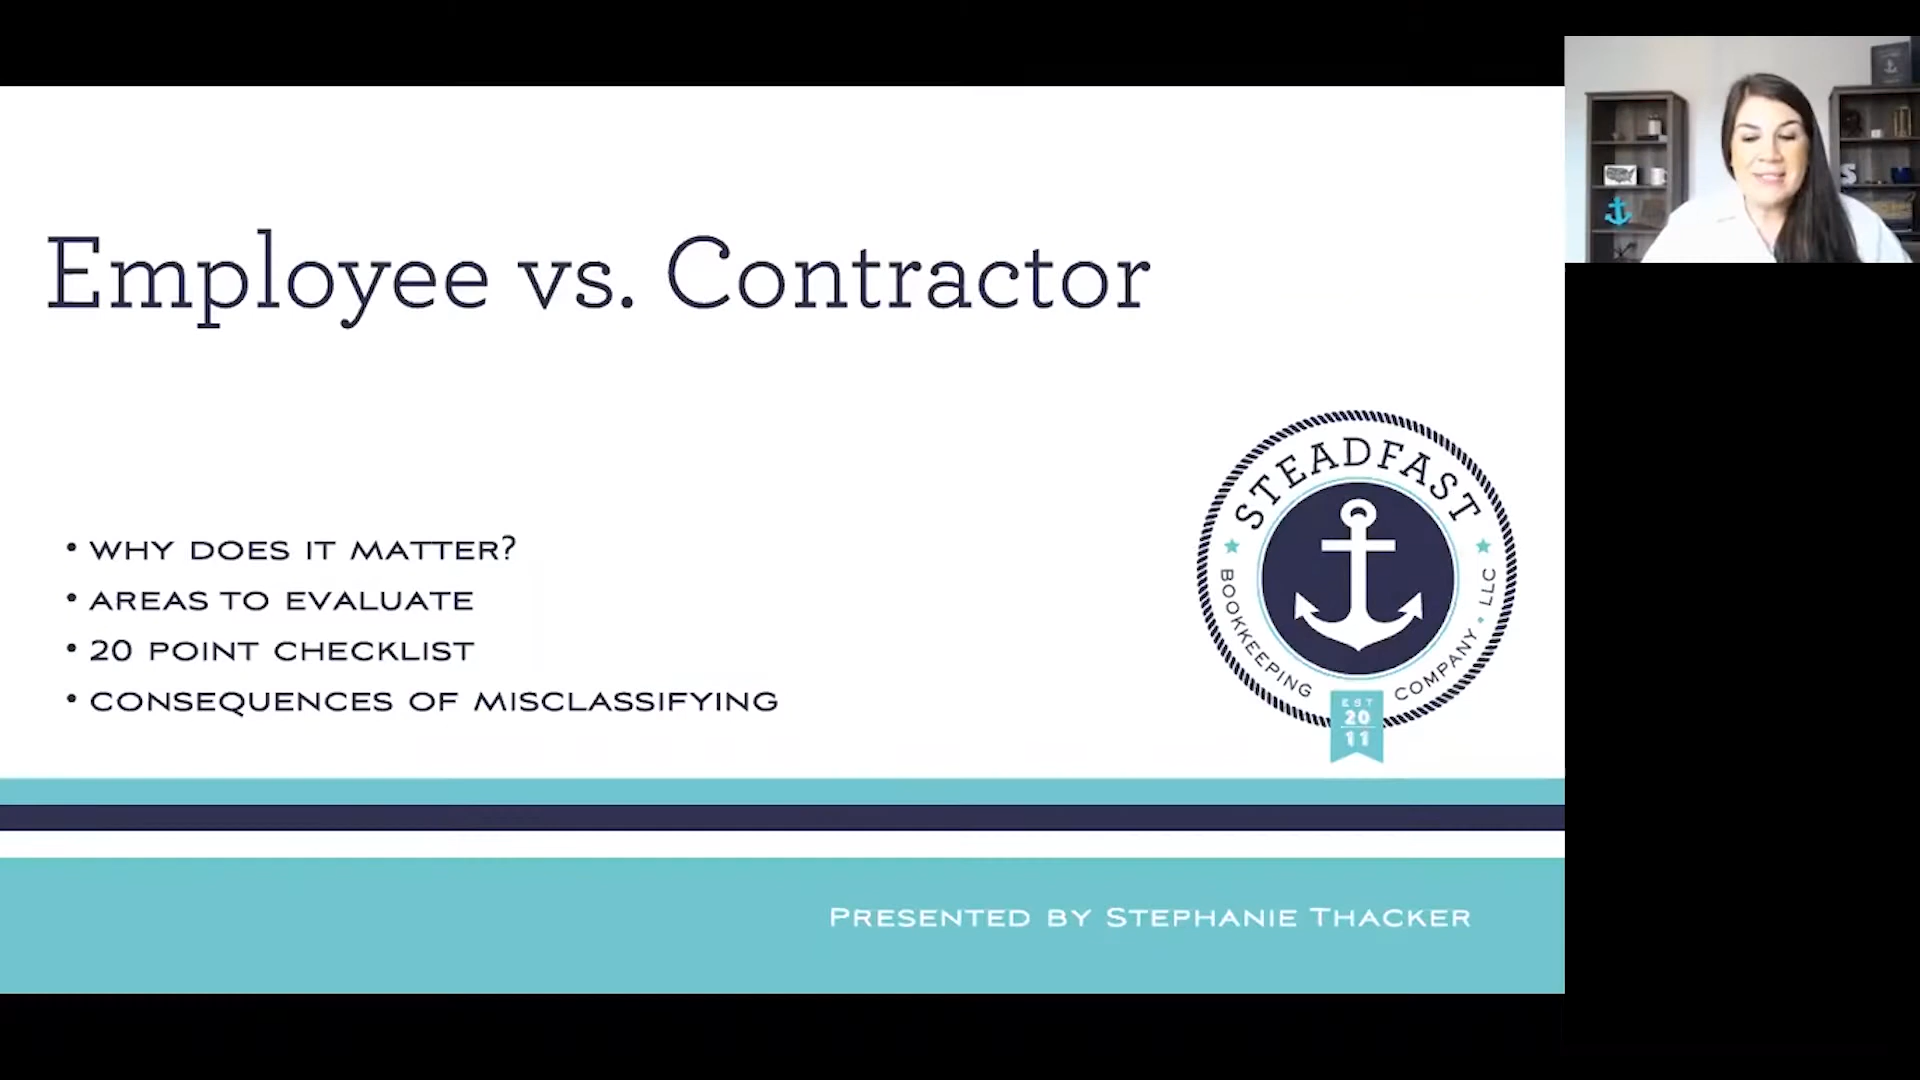 Employee vs. Contractor
• WHY DOES IT MATTER?
• AREAS TO EVALUATE
• 20 POINT CHECKLIST
• CONSEQUENCES OF MISCLASSIFYING
STEADFAST
BOOKKEEPING COMPANY • LLC
EST
20
11
PRESENTED BY STEPHANIE THACKER
S